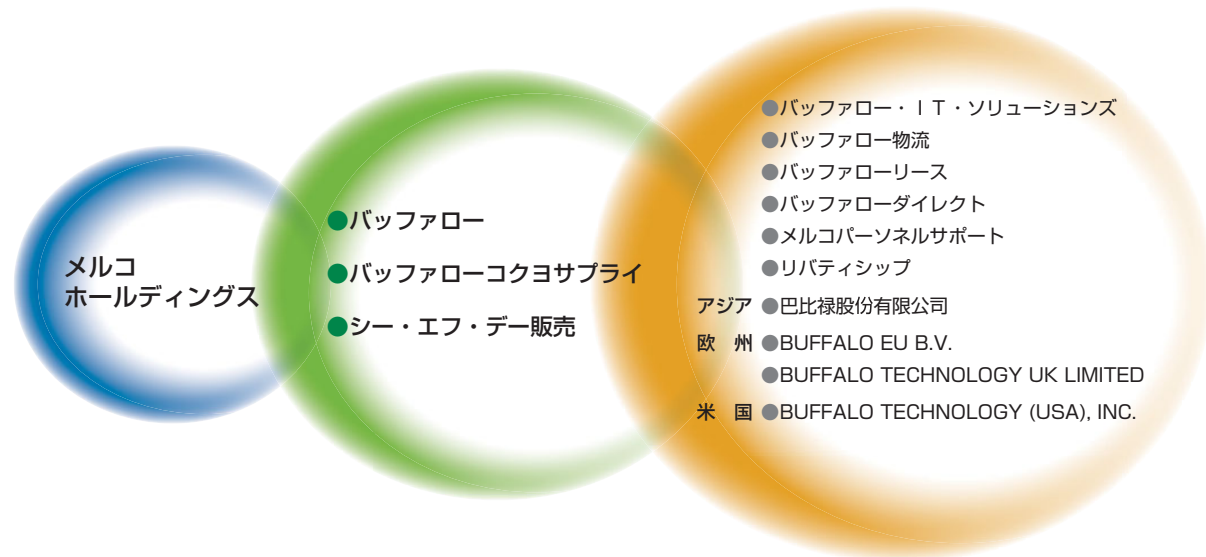 メルコ
ホールディングス
●バッファロー
●バッファローコクヨサプライ
●シー・エフ・デー販売
●バッファロー・ＩＴ・ソリューションズ
●バッファロー物流
●バッファローリース
●バッファローダイレクト
●メルコパーソネルサポート
●リバティシップ
アジア ●巴比禄股份有限公司
欧　州 ●BUFFALO EU B.V.
●BUFFALO TECHNOLOGY UK LIMITED
米　国 ●BUFFALO TECHNOLOGY (USA), INC.